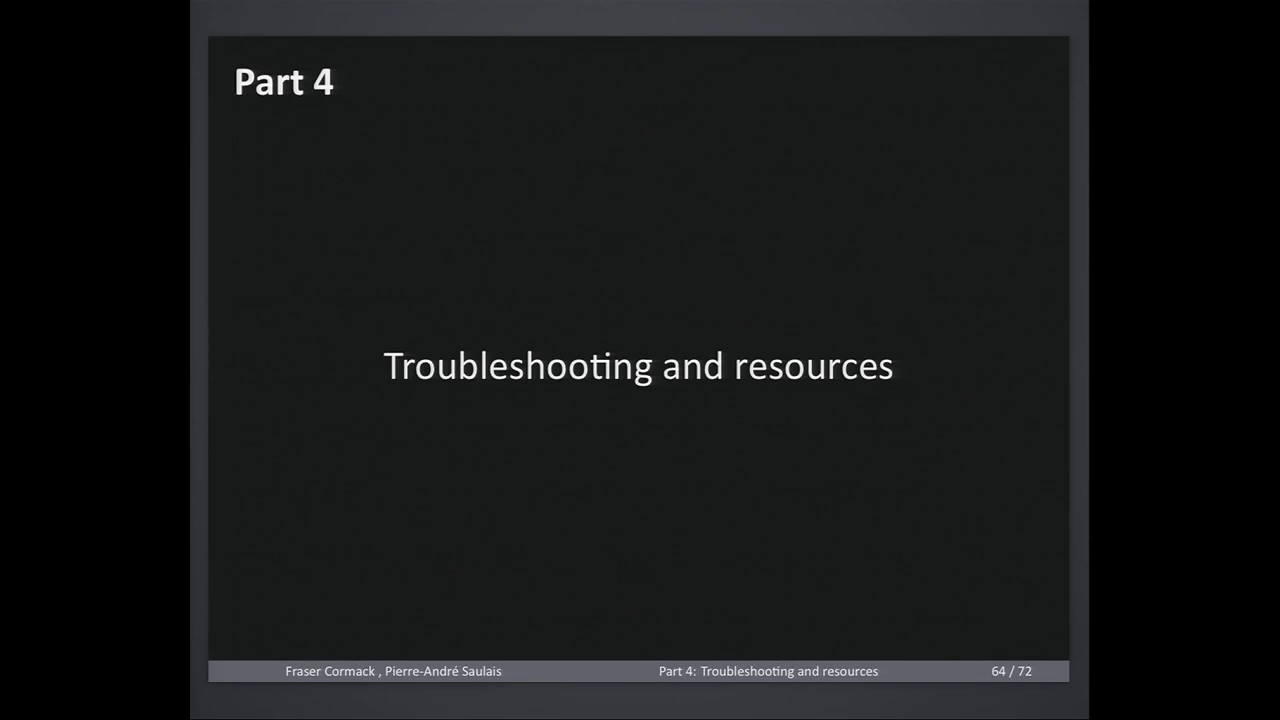 Part 4
Troubleshooting and resources
Fraser Cormack , Pierre-André Saulais Part 4: Troubleshooting and resources 64 / 72